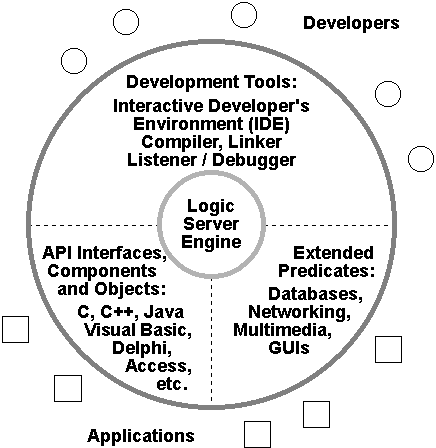 Developers
Development Tools:
Interactive Developer's
Environment (IDE)
Compiler, Linker
Listener / Debugger
Logic
Server
Engine
API Interfaces,
Components
and Objects:
C, C++, Java
Visual Basic,
Delphi,
Access,
etc.
Extended
Predicates:
Databases,
Networking,
Multimedia,
GUIs
Applications